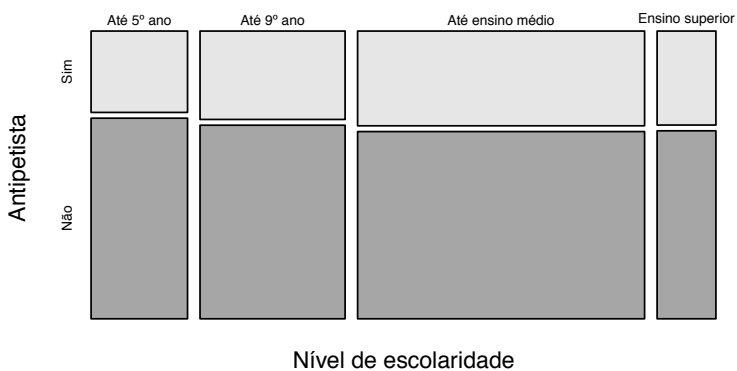 Até 5º ano
Até 9º ano
Até ensino médio
Ensino superior
Sim
Antipetista
Não
Nível de escolaridade